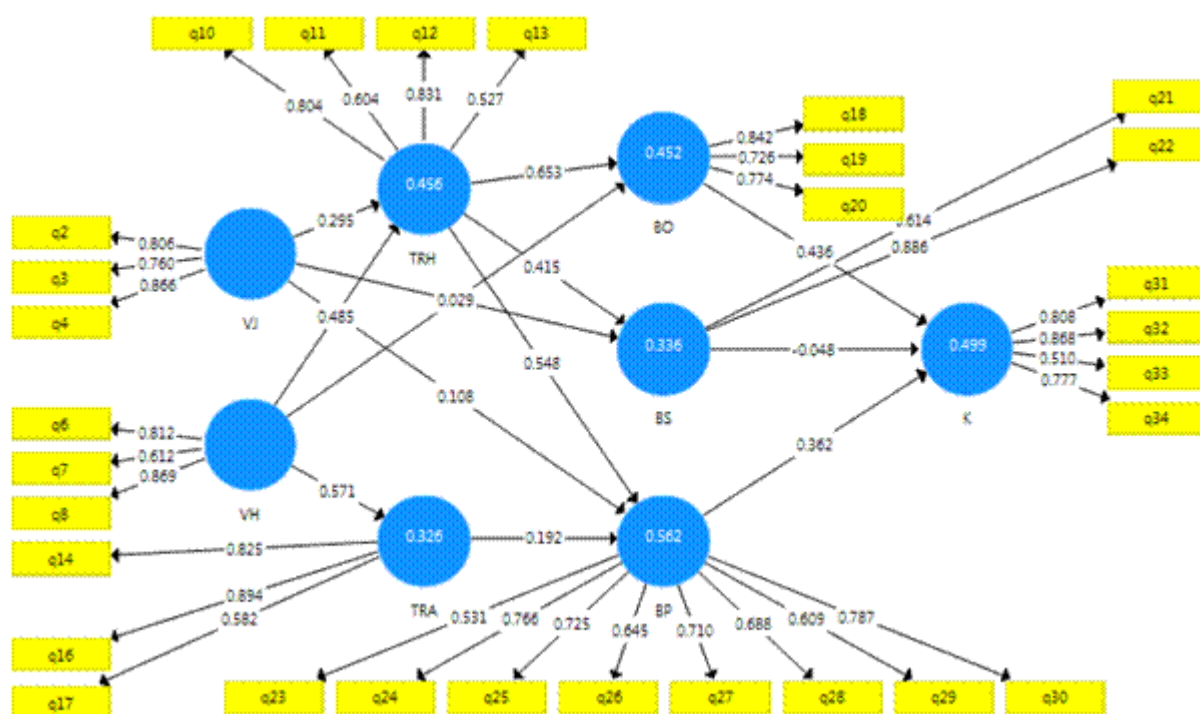 q10 q11 q12 q13
0.804 0.604 0.831 0.527
q21
q22
q18
q19
q20
0.842
0.726
0.774
0.614
0.886
0.456
TRH
0.452
BO
0.653
0.295
q2
q3
q4
0.806
0.760
0.866
VJ
0.415
0.436
0.029
0.485
0.336
BS
-0.048
0.548
0.108
0.499
K
q31
q32
q33
q34
0.808
0.868
0.510
0.777
q6
q7
q8
0.812
0.612
0.869
VH
0.571
0.362
q14
0.825
0.326
TRA
0.192
0.562
BP
q16
q17
0.894
0.582
0.531 0.766 0.725 0.645 0.710 0.688 0.609 0.787
q23 q24 q25 q26 q27 q28 q29 q30